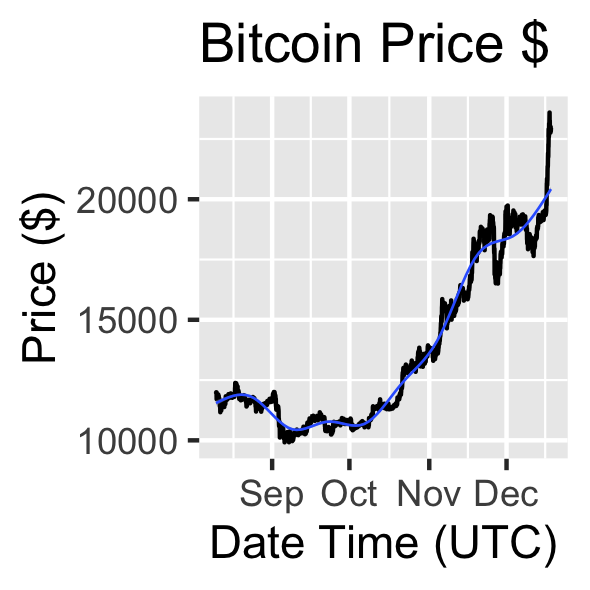 Bitcoin Price $
Price ($)
20000
15000
10000
Sep Oct Nov Dec
Date Time (UTC)